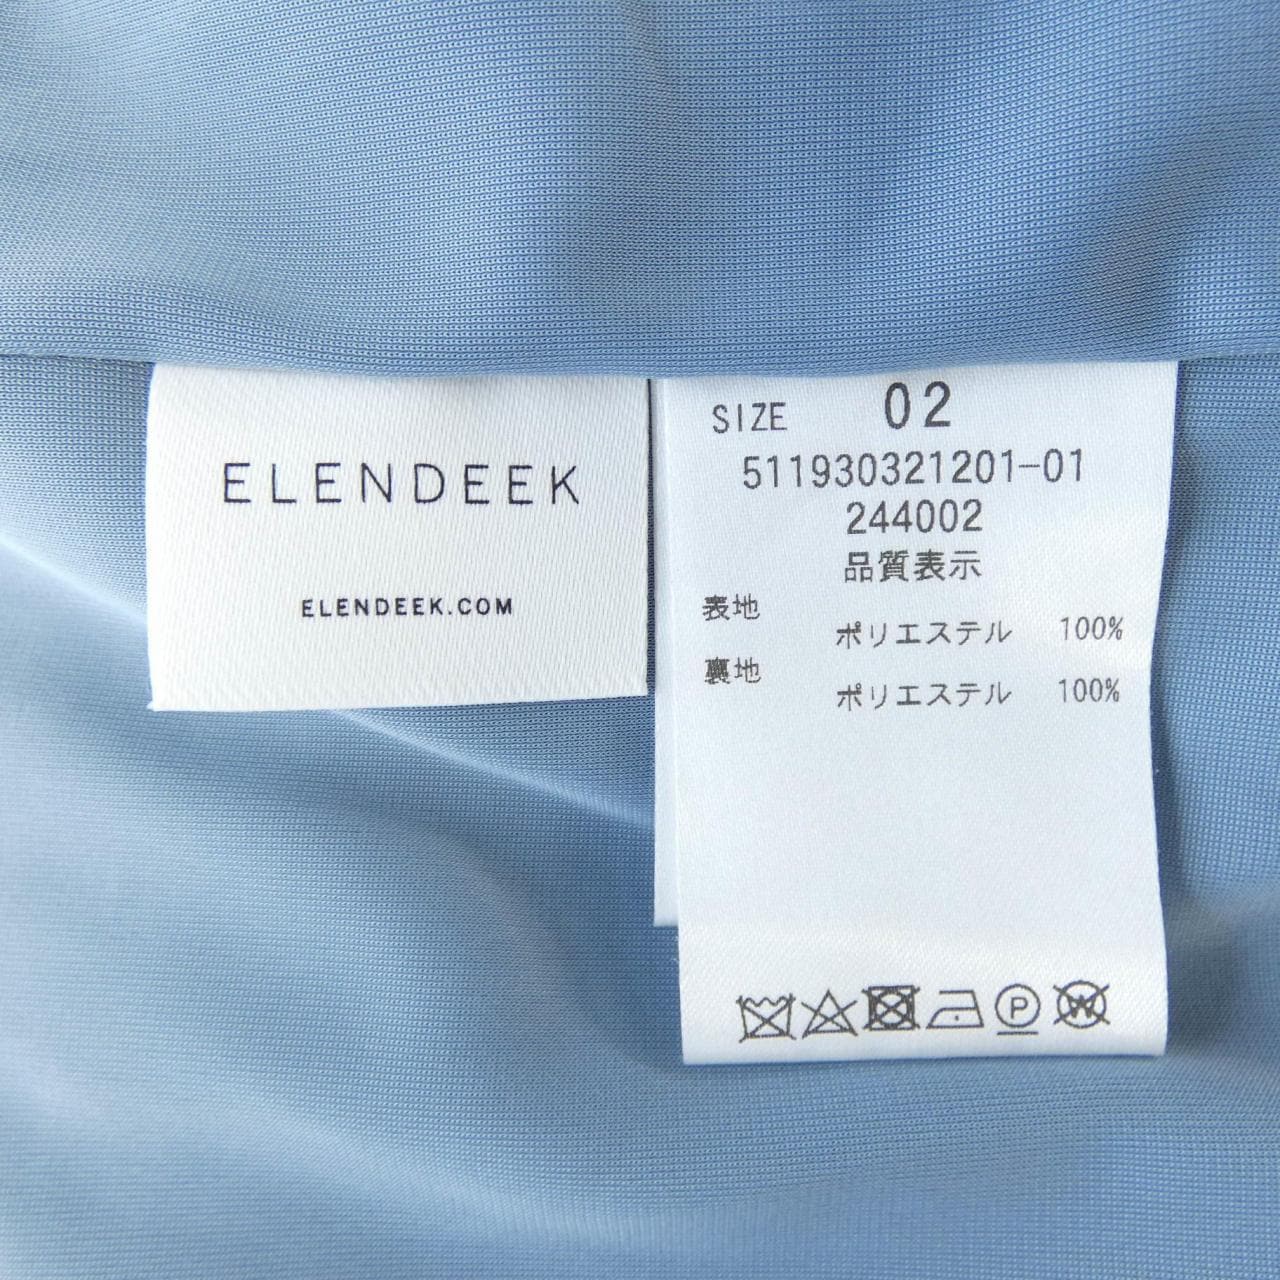 ELENDEEK
ELENDEEK.COM
SIZE 02
511930321201-01
244002
品質表示
表地
ポリエステル 100%
裏地
ポリエステル 100%
P
W